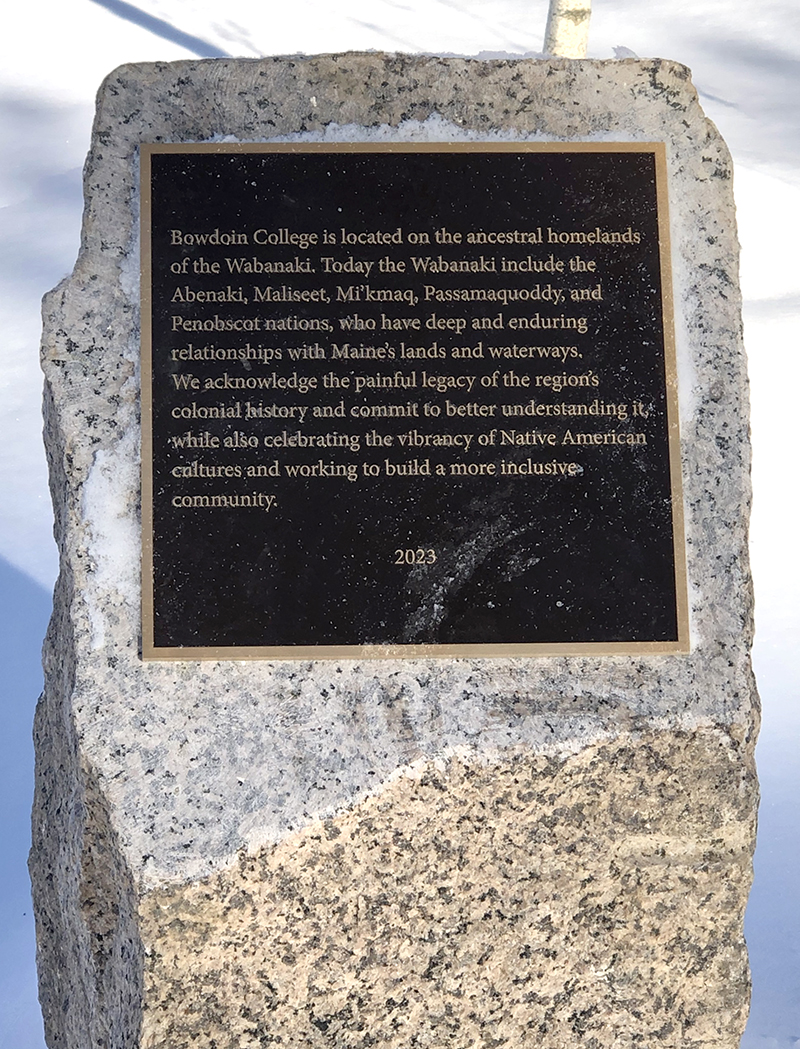 Bowdoin College is located on the ancestral homelands
of the Wabanaki. Today the Wabanaki include the
Abenaki, Maliseet, Mi’kmaq, Passamaquoddy, and
Penobscot nations, who have deep and enduring
relationships with Maine’s lands and waterways.
We acknowledge the painful legacy of the region’s
colonial history and commit to better understanding it,
while also celebrating the vibrancy of Native American
cultures and working to build a more inclusive
community.
2023